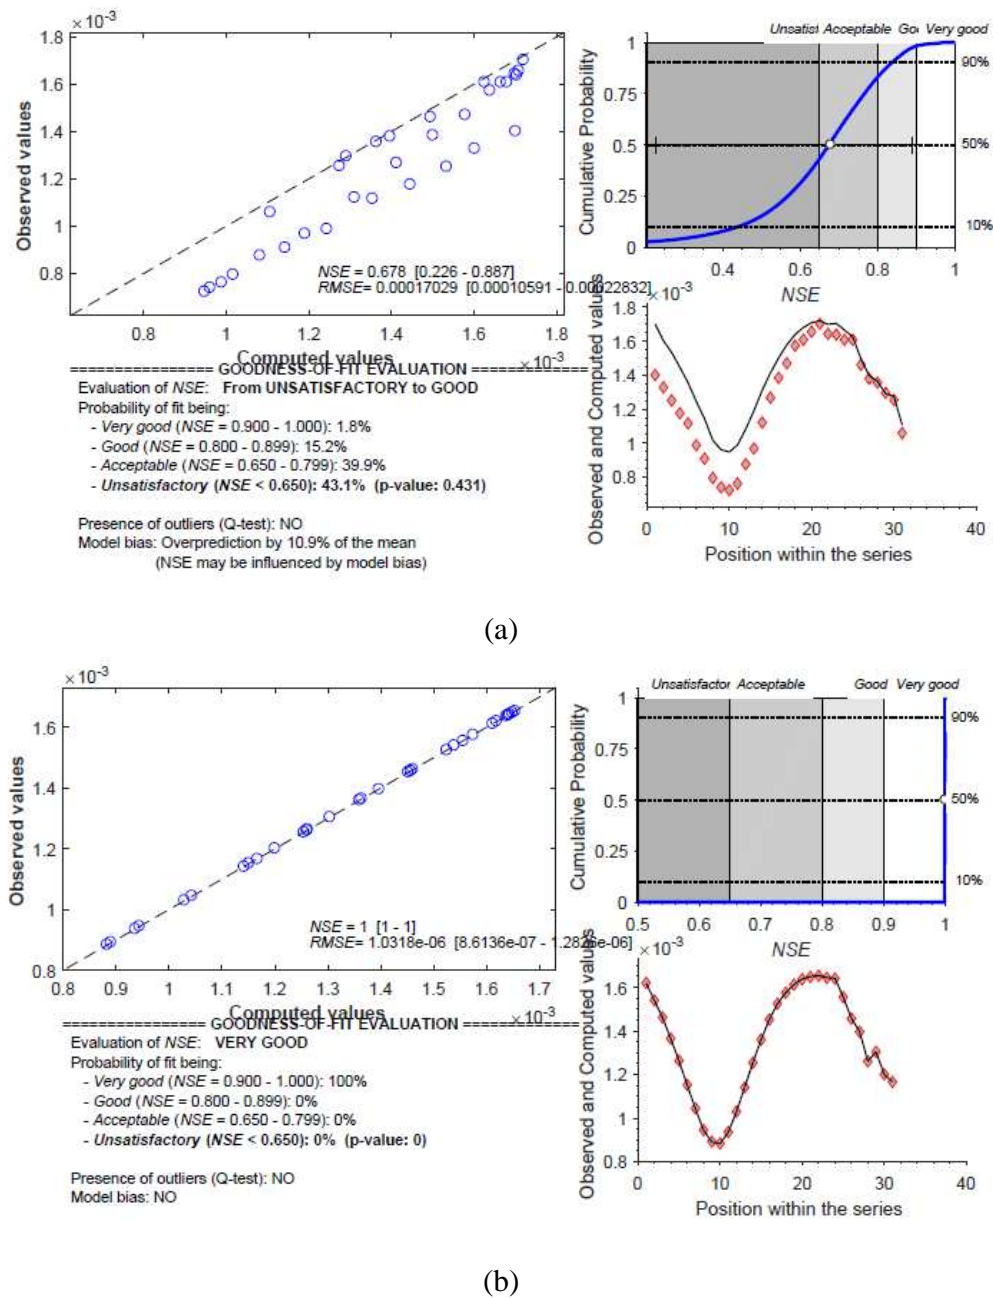 ×10⁻³
1.8
1.6
1.4
1.2
1
0.8
Observed values
NSE = 0.678 [0.226 - 0.887]
RMSE= 0.00017029 [0.00010591 - 0.00022832]
0.8
1
1.2
1.4
1.6
1.8
Computed values
×10⁻³
Unsatist Acceptable Go Very good
1
0.75
0.5
0.25
0
Cumulative Probability
90%
50%
10%
0.4
0.6
0.8
1
NSE
================ GOODNESS-OF-FIT EVALUATION =============
Evaluation of NSE: From UNSATISFACTORY to GOOD
Probability of fit being:
- Very good (NSE = 0.900 - 1.000): 1.8%
- Good (NSE = 0.800 - 0.899): 15.2%
- Acceptable (NSE = 0.650 - 0.799): 39.9%
- Unsatisfactory (NSE < 0.650): 43.1% (p-value: 0.431)
Presence of outliers (Q-test): NO
Model bias: Overprediction by 10.9% of the mean
(NSE may be influenced by model bias)
×10⁻³
1.8
1.6
1.4
1.2
1
0.8
Observed and Computed values
0
10
20
30
40
Position within the series
(a)
×10⁻³
1.6
1.4
1.2
1
0.8
Observed values
NSE = 1 [1 - 1]
RMSE= 1.0318e-06 [8.6136e-07 - 1.2826e-06]
0.8
0.9
1
1.1
1.2
1.3
1.4
1.5
1.6
1.7
Computed values
×10⁻³
Unsatisfactor Acceptable Good Very good
1
0.75
0.5
0.25
0
Cumulative Probability
90%
50%
10%
0.5
0.6
0.7
0.8
0.9
1
NSE
================ GOODNESS-OF-FIT EVALUATION =============
Evaluation of NSE: VERY GOOD
Probability of fit being:
- Very good (NSE = 0.900 - 1.000): 100%
- Good (NSE = 0.800 - 0.899): 0%
- Acceptable (NSE = 0.650 - 0.799): 0%
- Unsatisfactory (NSE < 0.650): 0% (p-value: 0)
Presence of outliers (Q-test): NO
Model bias: NO
×10⁻³
1.6
1.4
1.2
1
0.8
Observed and Computed values
0
10
20
30
40
Position within the series
(b)